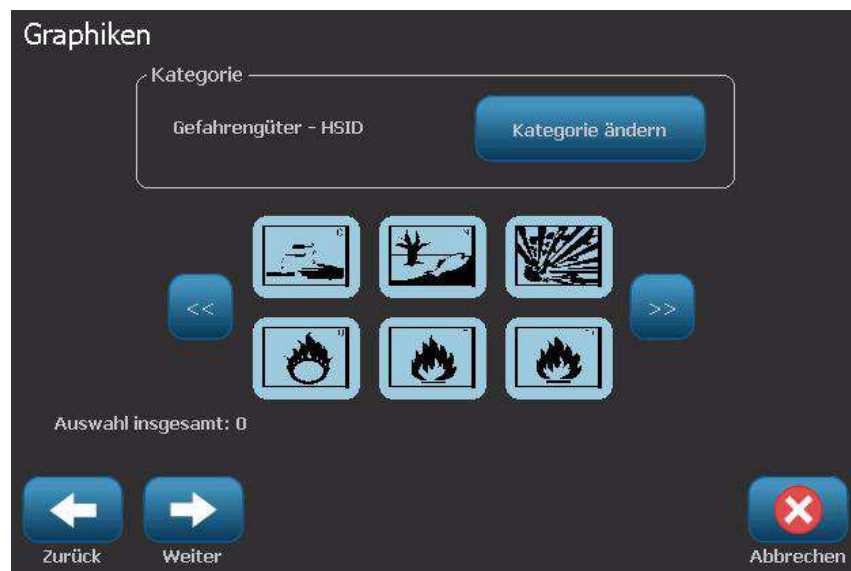 Graphiken
Kategorie
Gefahrengüter - HSID
Kategorie ändern
<<
>>
Auswahl insgesamt: 0
Zurück
Weiter
Abbrechen